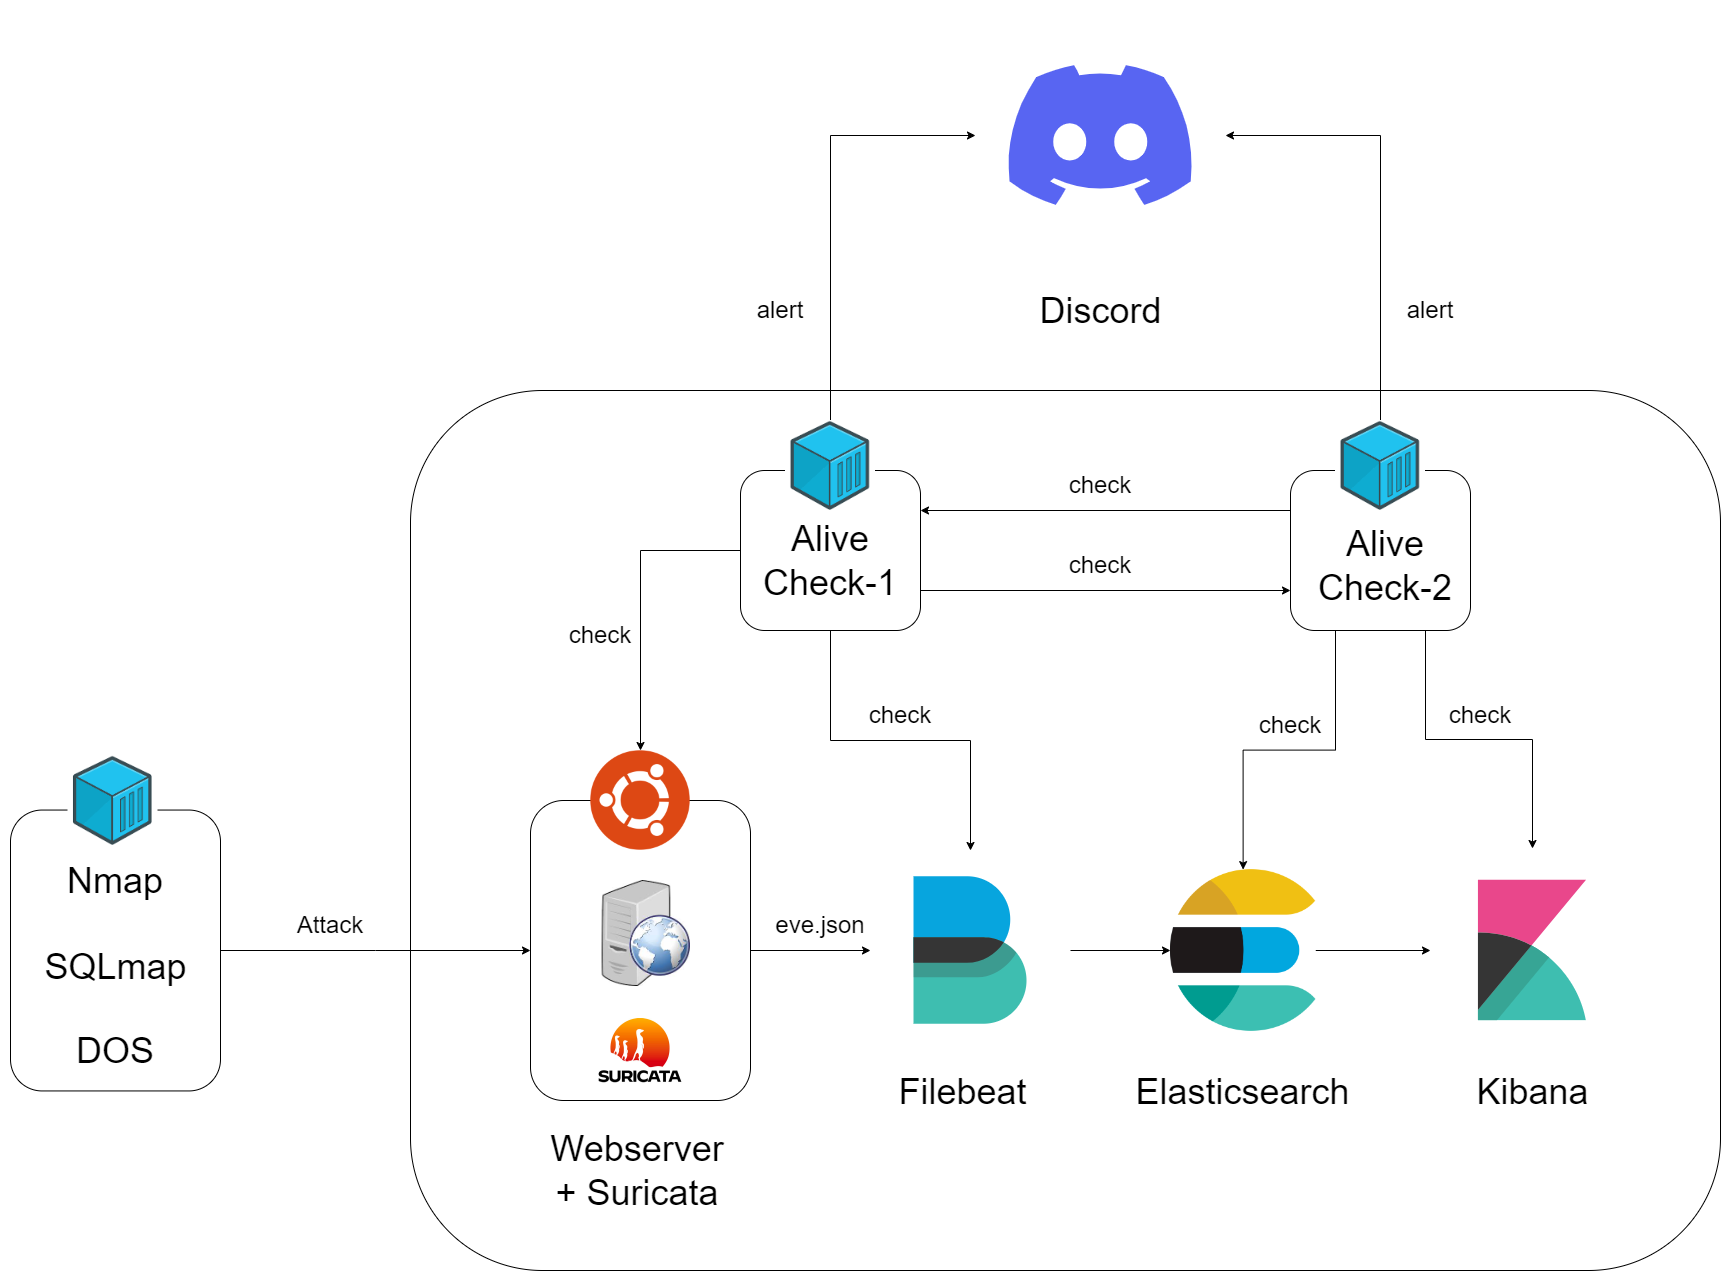 Discord
alert
alert
check
Alive
Check-1
Alive
Check-2
check
check
check
check
check
Nmap
SQLmap
DOS
Attack
eve.json
SURICATA
Filebeat
Elasticsearch
Kibana
Webserver
+ Suricata